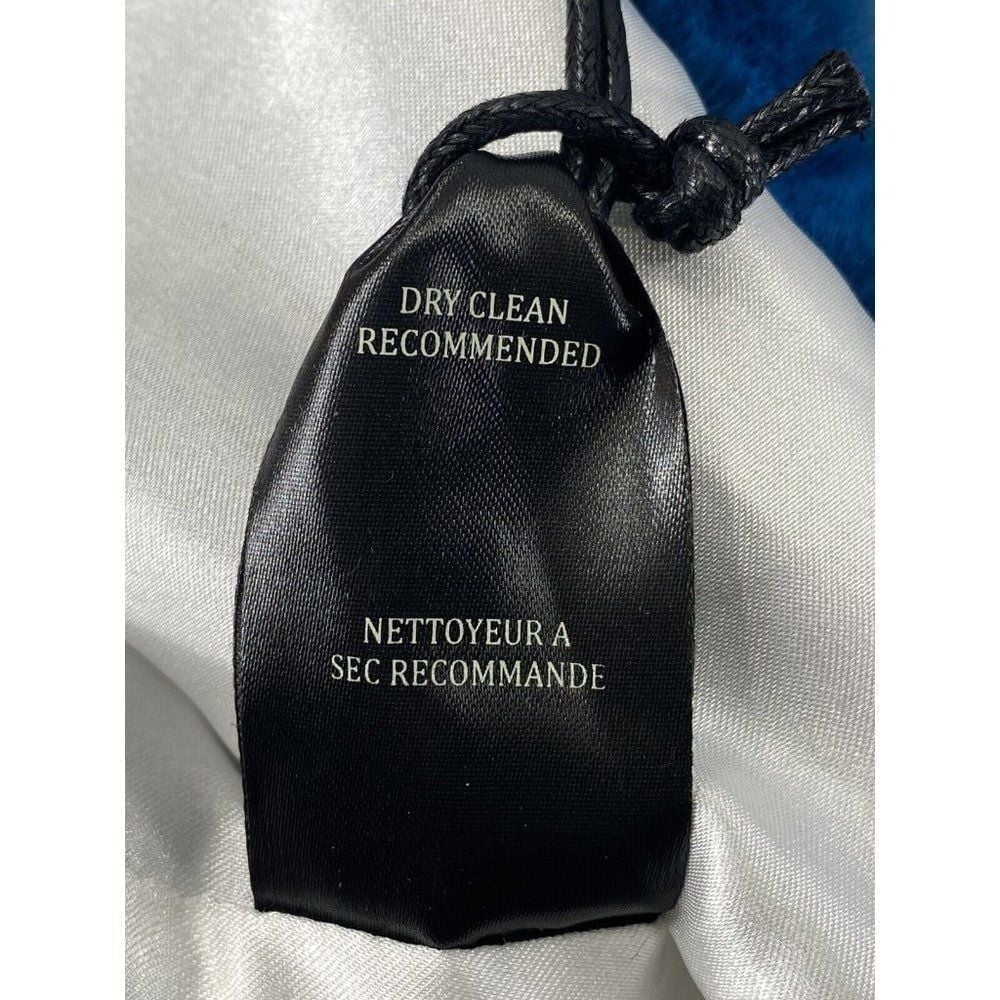 DRY CLEAN
RECOMMENDED
NETTOYEUR A
SEC RECOMMANDE